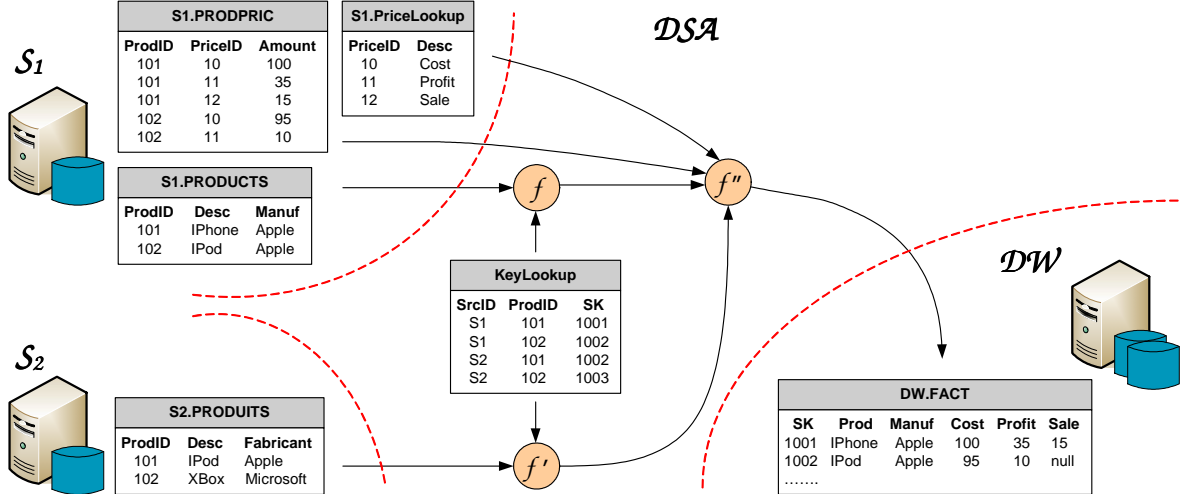 S1
S1.PRODPRIC
ProdID PriceID Amount
101 10 100
101 11 35
101 12 15
102 10 95
102 11 10
S1.PriceLookup
PriceID Desc
10 Cost
11 Profit
12 Sale
DSA
S1.PRODUCTS
ProdID Desc Manuf
101 IPhone Apple
102 IPod Apple
f
f"
KeyLookup
SrcID ProdID SK
S1 101 1001
S1 102 1002
S2 101 1002
S2 102 1003
DW
S2
S2.PRODUITS
ProdID Desc Fabricant
101 IPod Apple
102 XBox Microsoft
f'
DW.FACT
SK Prod Manuf Cost Profit Sale
1001 IPhone Apple 100 35 15
1002 IPod Apple 95 10 null
.......